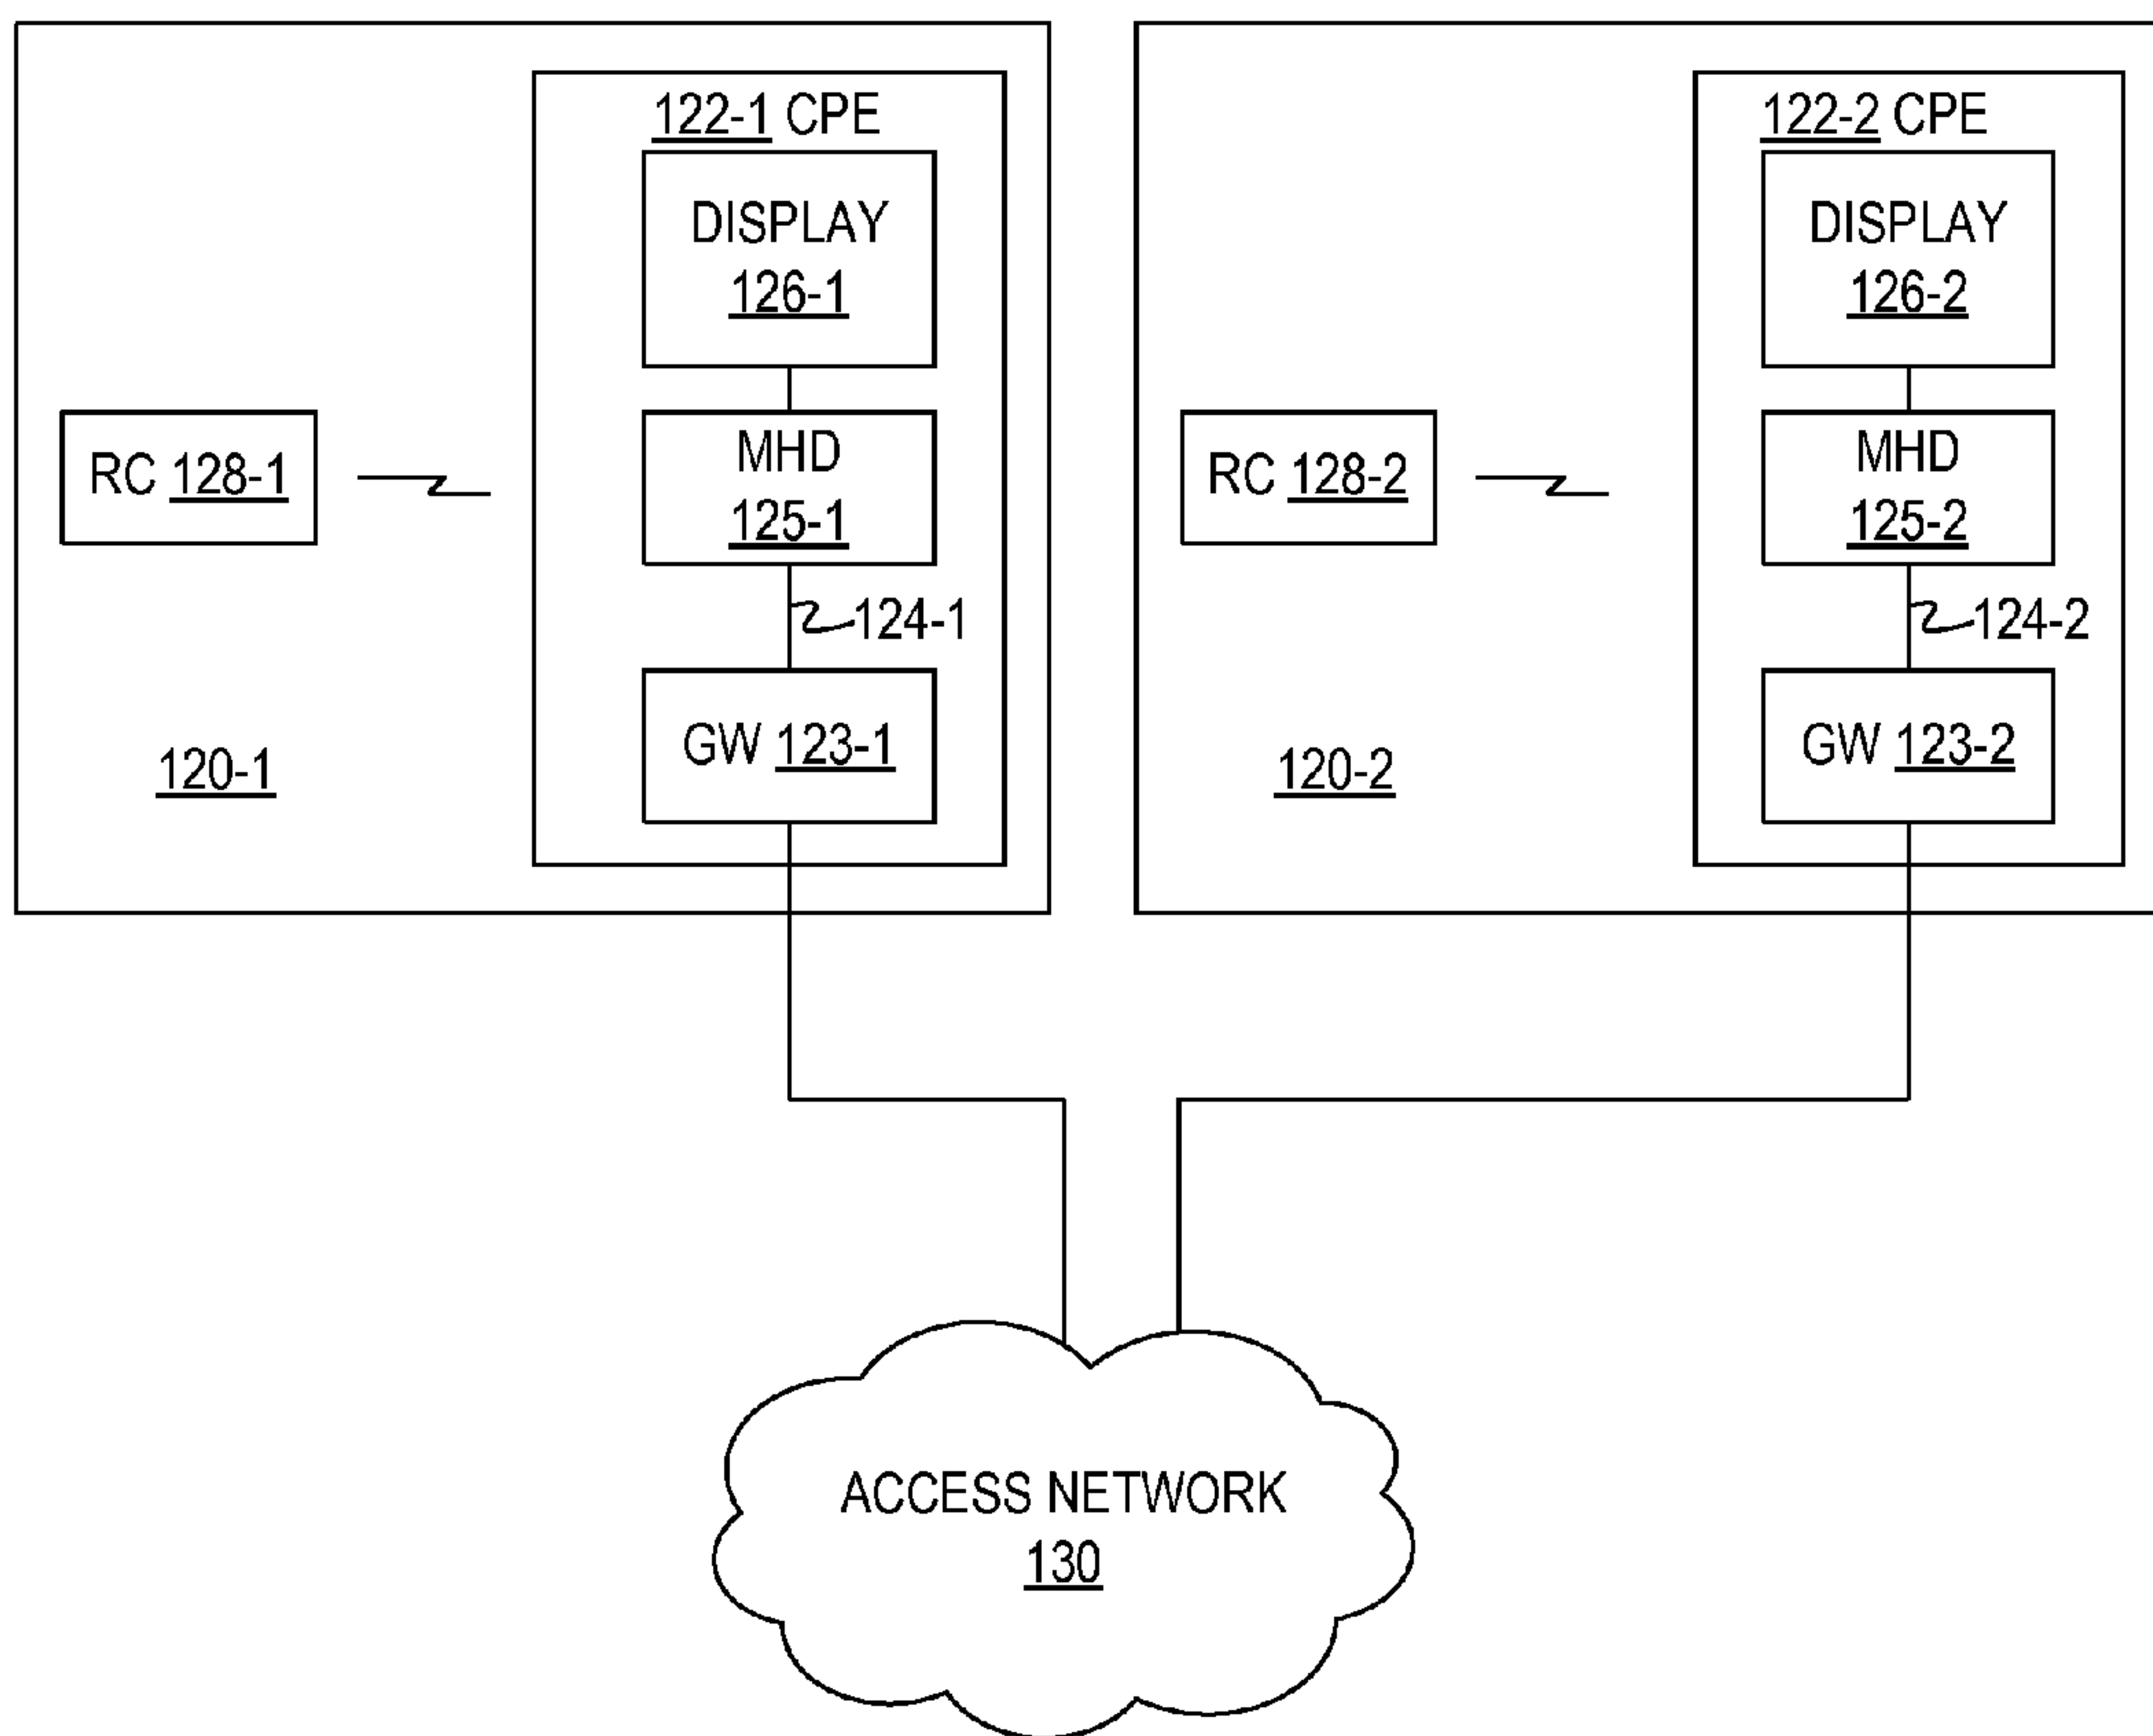 122-1 CPE
DISPLAY
126-1
RC 128-1
MHD
125-1
124-1
GW 123-1
120-1
122-2 CPE
DISPLAY
126-2
RC 128-2
MHD
125-2
124-2
GW 123-2
120-2
ACCESS NETWORK
130